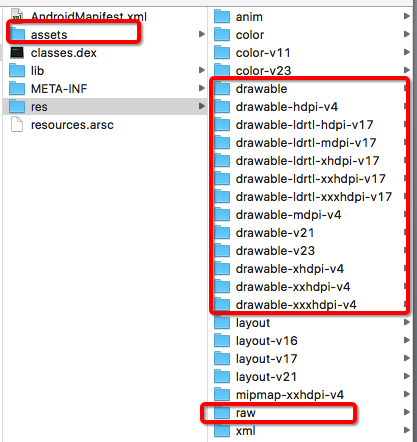 AndroidManifest.xml
assets
classes.dex
lib
META-INF
res
resources.arsc
anim
color
color-v11
color-v23
drawable
drawable-hdpi-v4
drawable-ldrtl-hdpi-v17
drawable-ldrtl-mdpi-v17
drawable-ldrtl-xhdpi-v17
drawable-ldrtl-xxhdpi-v17
drawable-ldrtl-xxxhdpi-v17
drawable-mdpi-v4
drawable-v21
drawable-v23
drawable-xhdpi-v4
drawable-xxhdpi-v4
drawable-xxxhdpi-v4
layout
layout-v16
layout-v17
layout-v21
mipmap-xxhdpi-v4
raw
xml